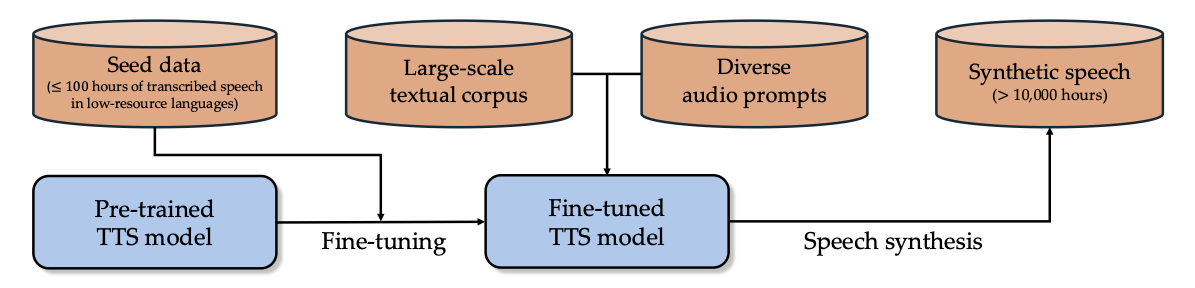 Seed data
(≤ 100 hours of transcribed speech
in low-resource languages)
Large-scale
textual corpus
Diverse
audio prompts
Synthetic speech
(> 10,000 hours)
Pre-trained
TTS model
Fine-tuning
Fine-tuned
TTS model
Speech synthesis